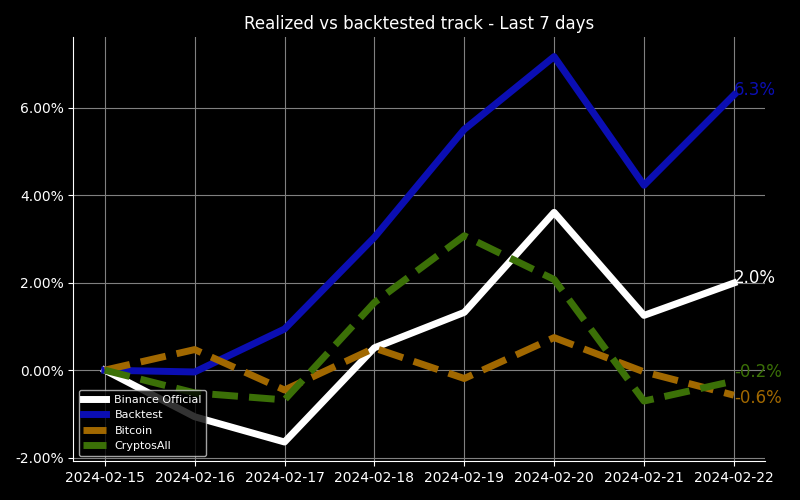 Realized vs backtested track - Last 7 days
6.00%
4.00%
2.00%
0.00%
-2.00%
6.3%
2.0%
-0.2%
-0.6%
Binance official
Backtest
Bitcoin
CryptosAll
2024-02-15 2024-02-16 2024-02-17 2024-02-18 2024-02-19 2024-02-20 2024-02-21 2024-02-22